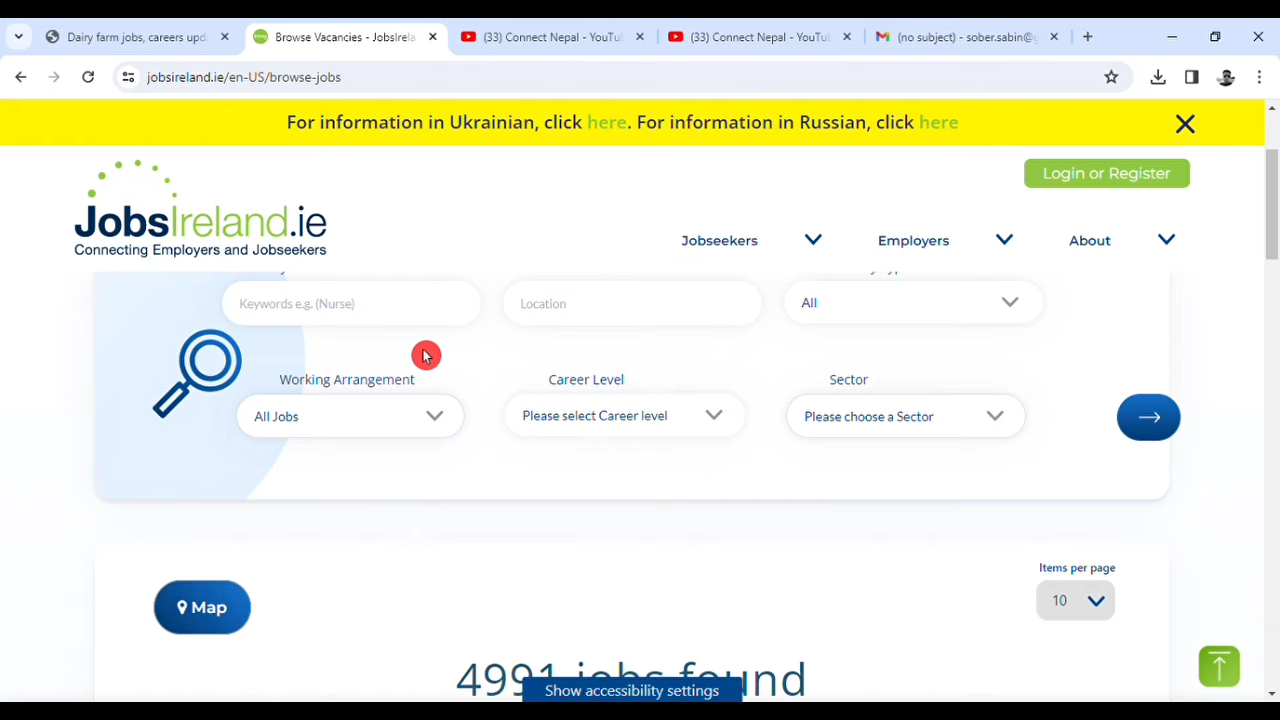 Dairy farm jobs, careers upd
Browse Vacancies - JobsIrela
(33) Connect Nepal - YouTu
(33) Connect Nepal - YouTu
(no subject) - sober.sabin@g
jobsireland.ie/en-US/browse-jobs
For information in Ukrainian, click here. For information in Russian, click here
Login or Register
JobsIreland.ie
Connecting Employers and Jobseekers
Jobseekers
Employers
About
Keywords e.g. (Nurse)
Location
All
Working Arrangement
Career Level
Sector
All Jobs
Please select Career level
Please choose a Sector
Items per page
10
Map
4991 jobs found
Show accessibility settings